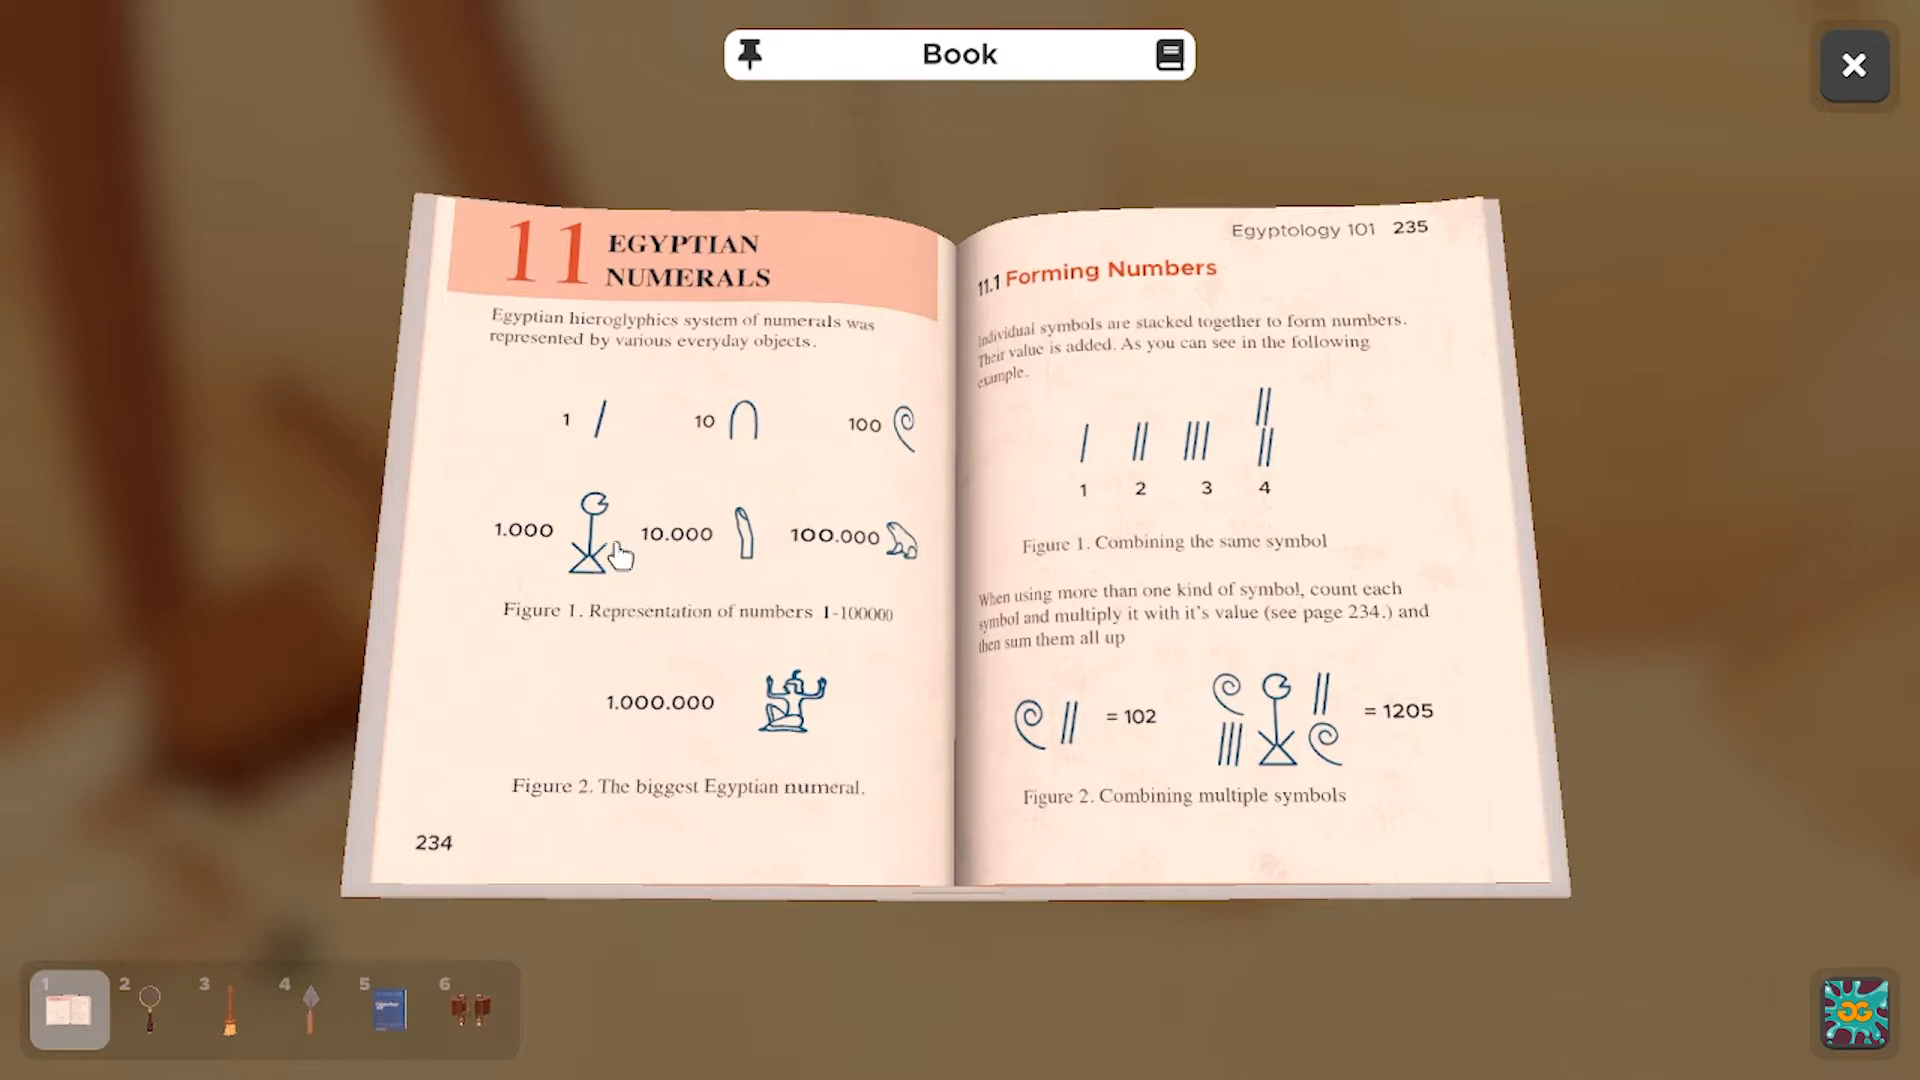 Book
11 EGYPTIAN
NUMERALS
Egyptian hieroglyphics system of numerals was
represented by various everyday objects.
1 10 100
1.000 10.000 100.000
Figure 1. Representation of numbers 1-100000
1.000.000
Figure 2. The biggest Egyptian numeral.
234
Egyptology 101 235
11.1 Forming Numbers
Individual symbols are stacked together to form numbers.
Their value is added. As you can see in the following
example.
1 2 3 4
Figure 1. Combining the same symbol
When using more than one kind of symbol, count each
symbol and multiply it with it's value (see page 234.) and
then sum them all up
= 102 = 1205
Figure 2. Combining multiple symbols
1 2 3 4 5 6